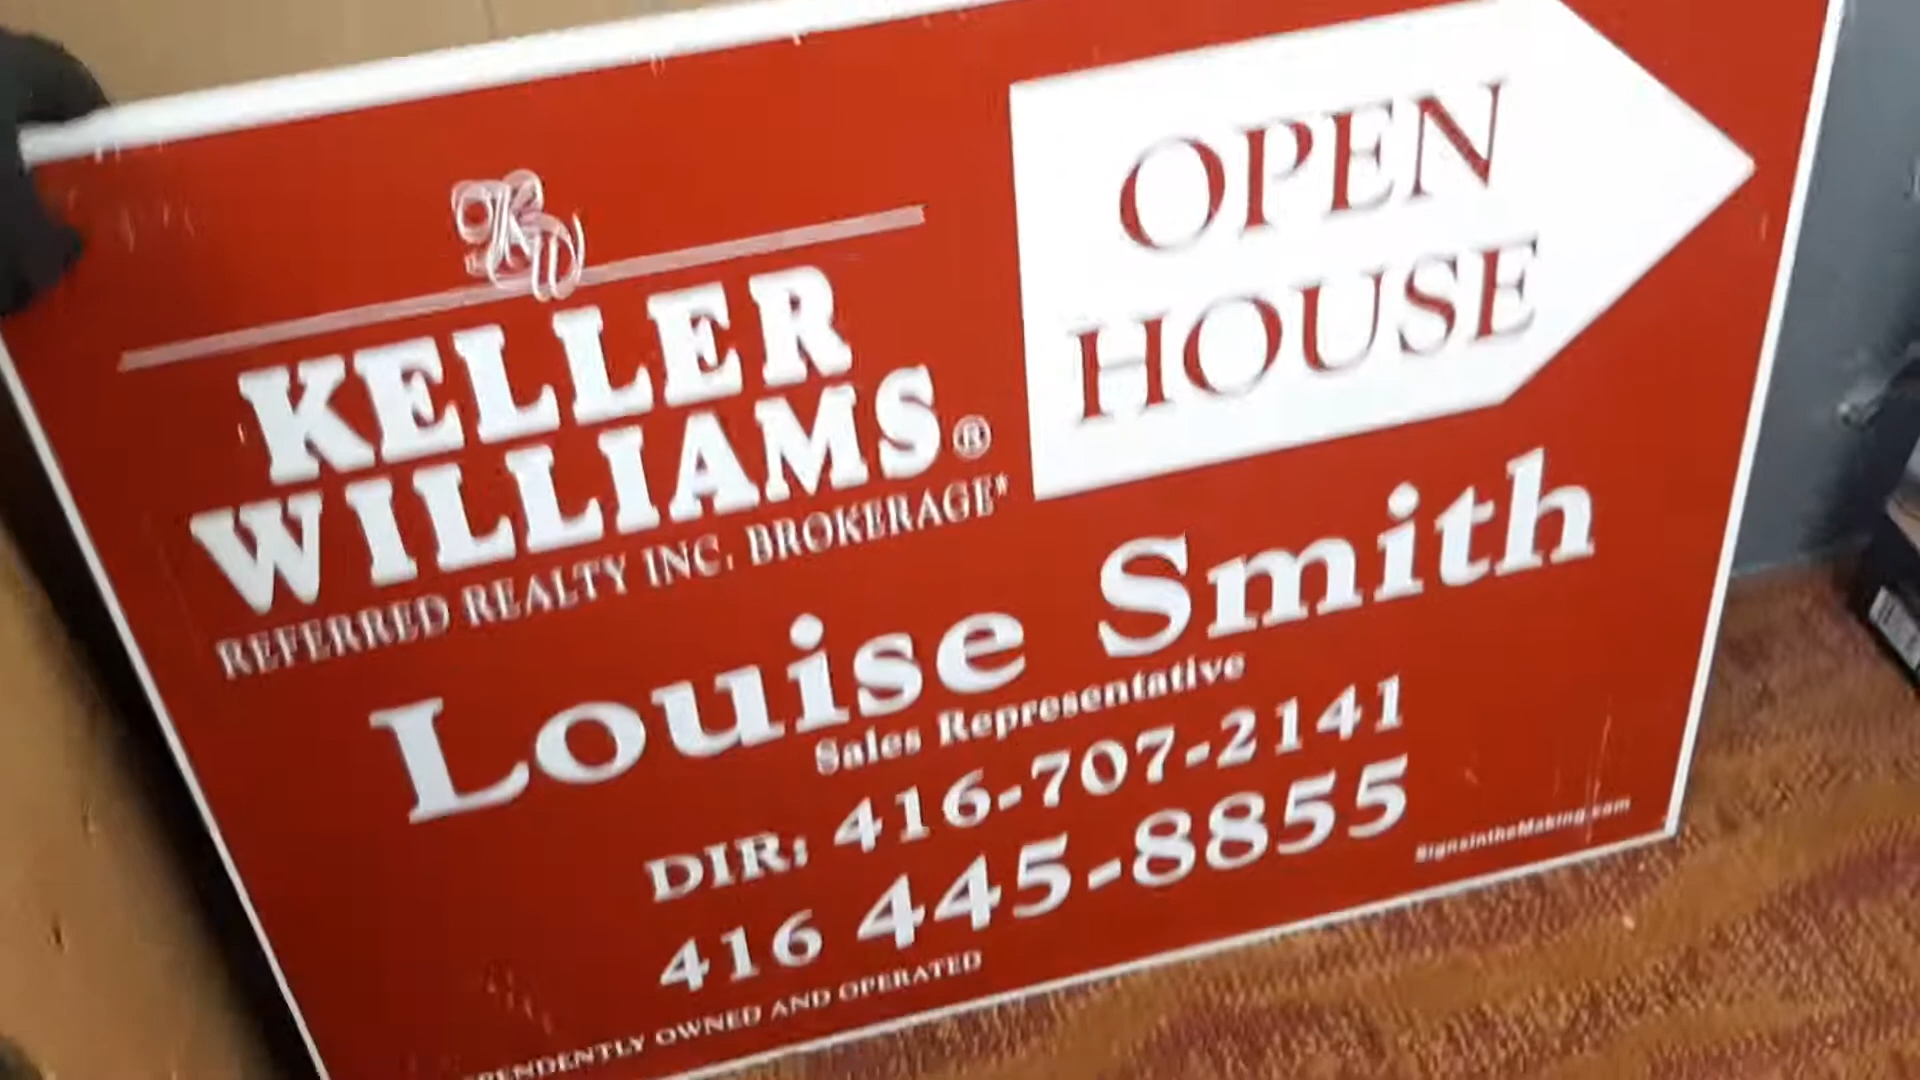 KW
KELLER
WILLIAMS®
REFERRED REALTY INC. BROKERAGE*
OPEN
HOUSE
Louise Smith
Sales Representative
DIR: 416-707-2141
416 445-8855
PENDENTLY OWNED AND OPERATED
SignsintheMaking.com